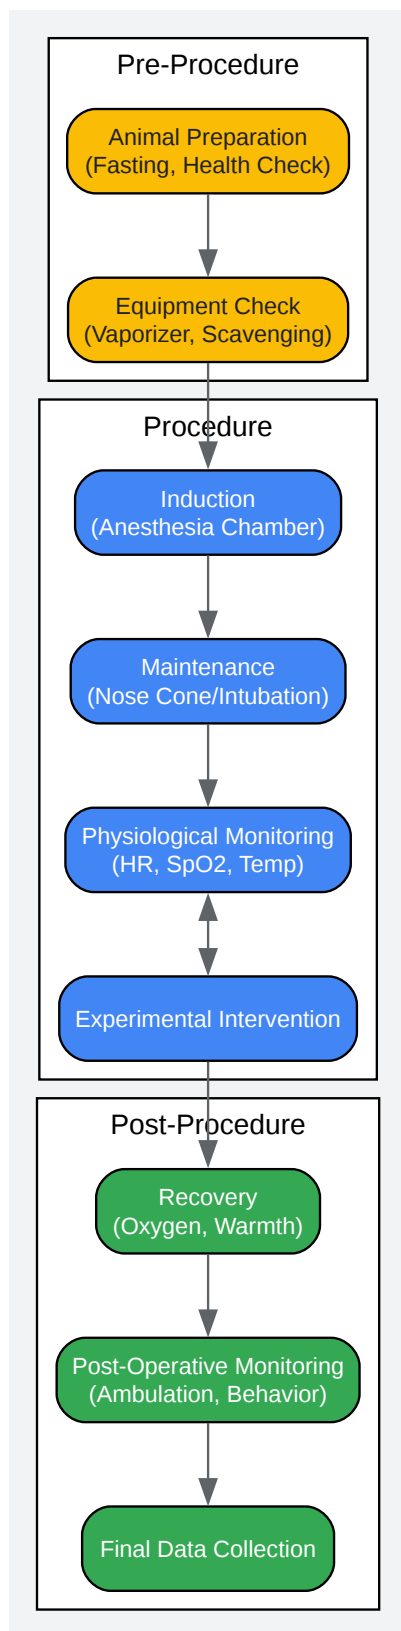 Pre-Procedure
Animal Preparation
(Fasting, Health Check)
Equipment Check
(Vaporizer, Scavenging)
Procedure
Induction
(Anesthesia Chamber)
Maintenance
(Nose Cone/Intubation)
Physiological Monitoring
(HR, SpO2, Temp)
Experimental Intervention
Post-Procedure
Recovery
(Oxygen, Warmth)
Post-Operative Monitoring
(Ambulation, Behavior)
Final Data Collection